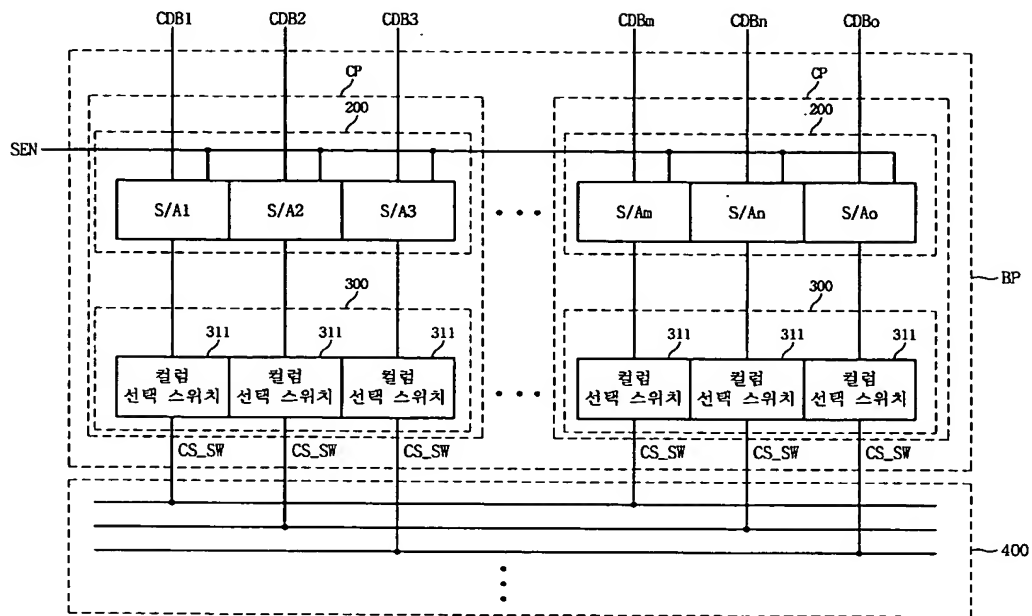 CDB1 CDB2 CDB3 CDBm CDBn CDBo
CP CP
200 200
SEN
S/A1 S/A2 S/A3 S/Am S/An S/Ao
BP
300 300
311 311 311 311 311 311
컬럼 컬럼 컬럼 컬럼 컬럼 컬럼
선택 스위치 선택 스위치 선택 스위치 선택 스위치 선택 스위치 선택 스위치
CS_SW CS_SW CS_SW CS_SW CS_SW CS_SW
400